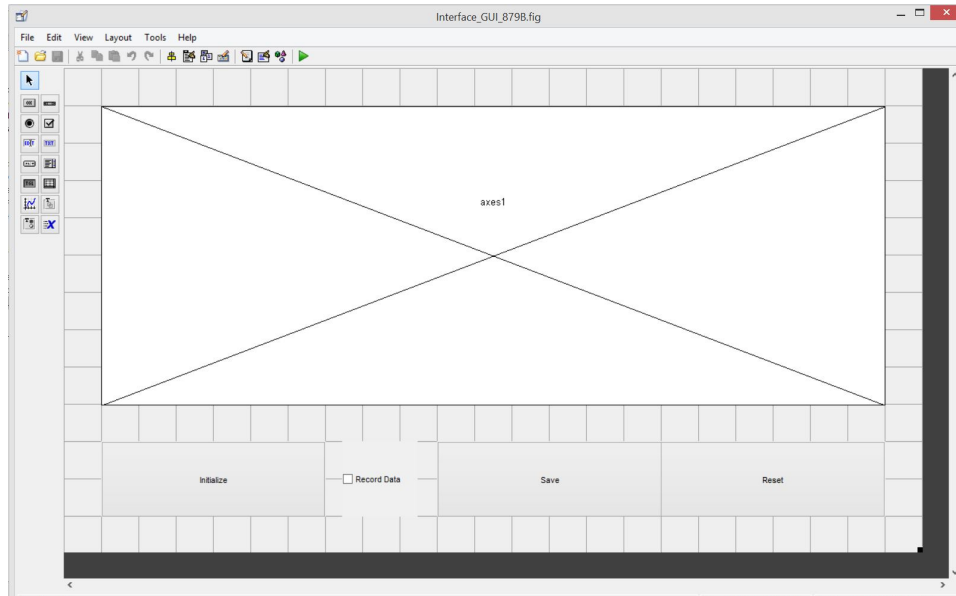 Interface_GUI_879B.fig
File Edit View Layout Tools Help
axes1
Initialize
Record Data
Save
Reset